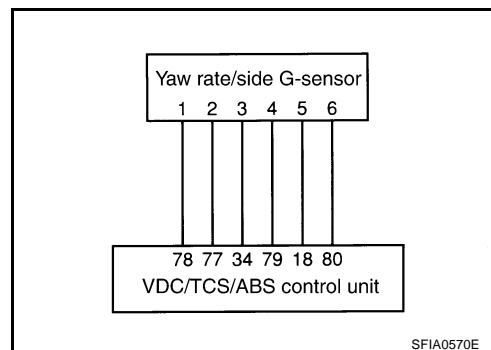 Yaw rate/side G-sensor
1 2 3 4 5 6
78 77 34 79 18 80
VDC/TCS/ABS control unit
SFIA0570E